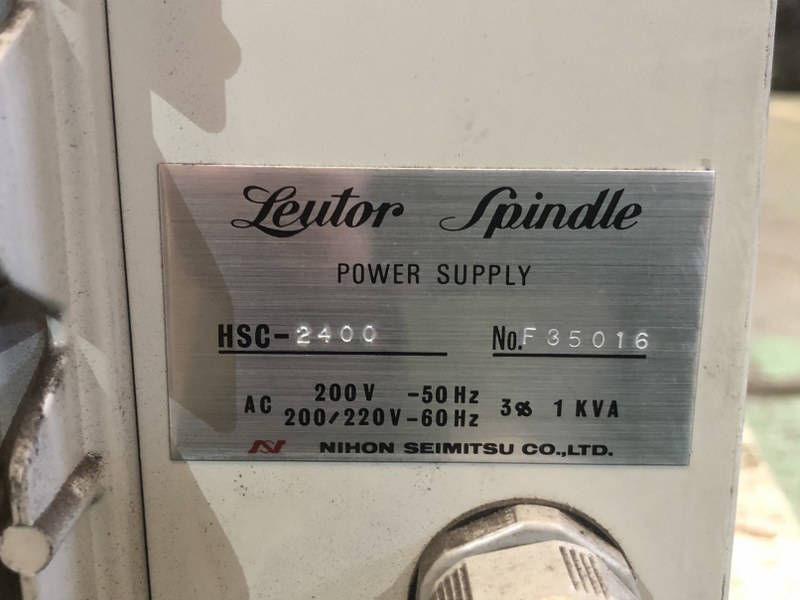 Leutor Spindle
POWER SUPPLY
HSC-2400 No.F35016
AC 200V -50Hz 200/220V-60Hz 3ø 1KVA
NIHON SEIMITSU CO.,LTD.